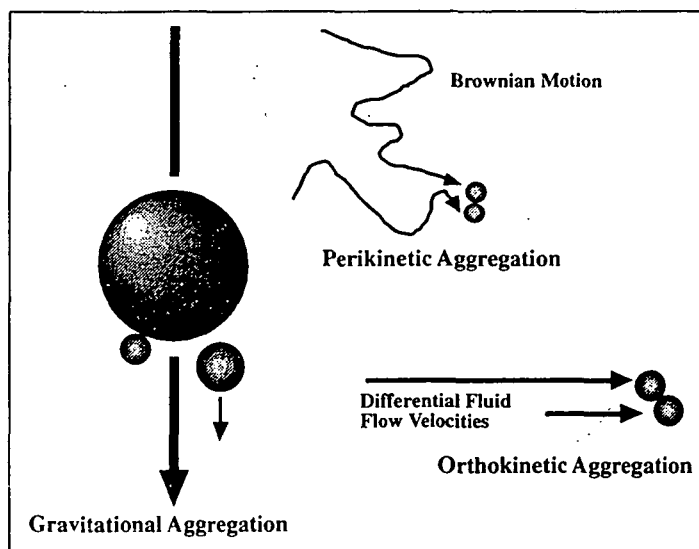 Brownian Motion
Perikinetic Aggregation
Differential Fluid
Flow Velocities
Orthokinetic Aggregation
Gravitational Aggregation